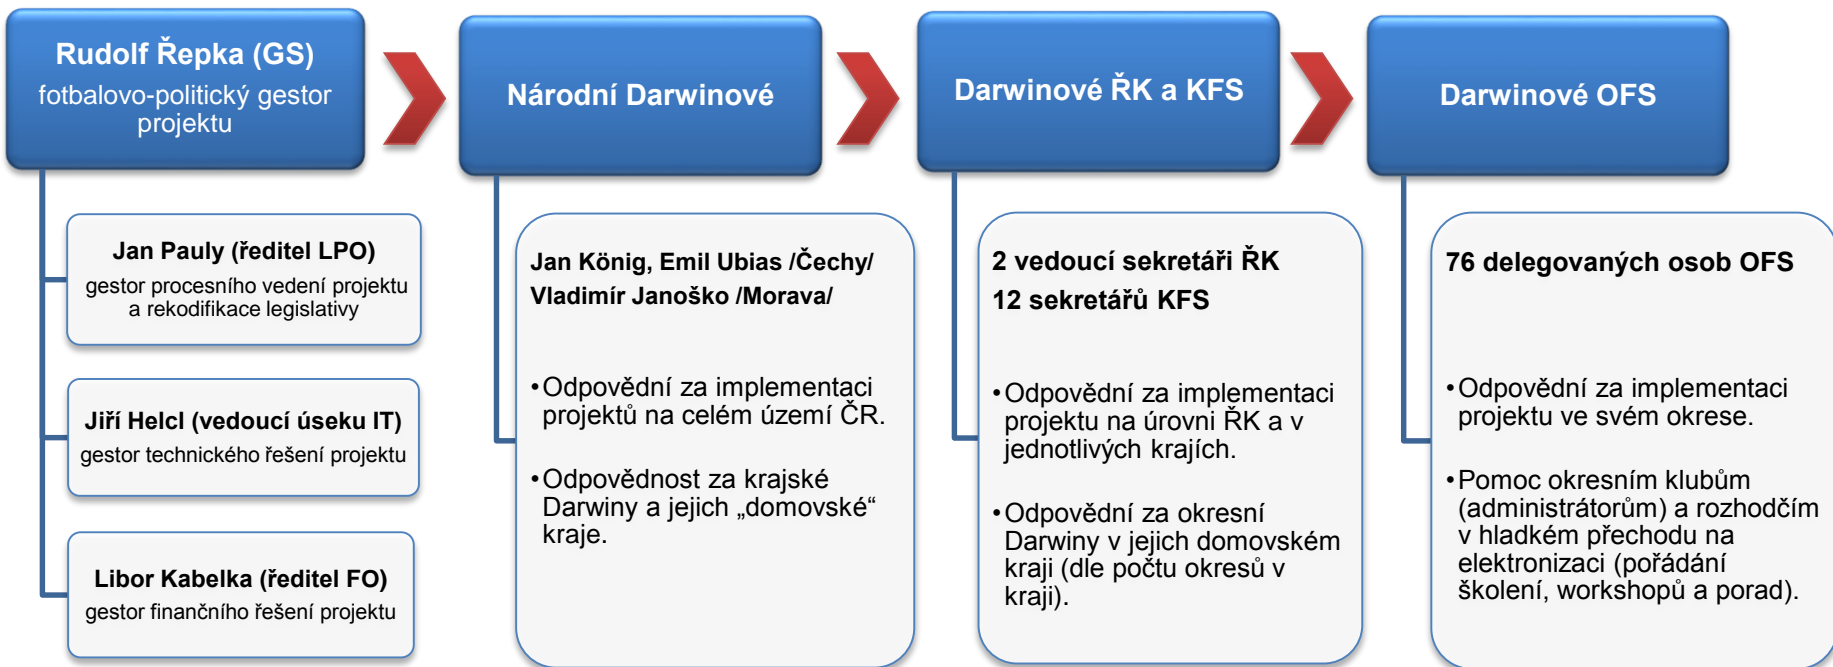 Rudolf Řepka (GS)
fotbalovo-politický gestor
projektu
Jan Pauly (ředitel LPO)
gestor procesního vedení projektu
a rekodifikace legislativy
Jiří Helcl (vedoucí úseku IT)
gestor technického řešení projektu
Libor Kabelka (ředitel FO)
gestor finančního řešení projektu
Národní Darwinové
Jan König, Emil Ubias /Čechy/
Vladimír Janoško /Morava/
•Odpovědní za implementaci
projektů na celém území ČR.
•Odpovědnost za krajské
Darwiny a jejich „domovské“
kraje.
Darwinové ŘK a KFS
2 vedoucí sekretáři ŘK
12 sekretářů KFS
•Odpovědní za implementaci
projektu na úrovni ŘK a v
jednotlivých krajích.
•Odpovědní za okresní
Darwiny v jejich domovském
kraji (dle počtu okresů v
kraji).
Darwinové OFS
76 delegovaných osob OFS
•Odpovědní za implementaci
projektu ve svém okrese.
•Pomoc okresním klubům
(administrátorům) a rozhodčím
v hladkém přechodu na
elektronizaci (pořádání
školení, workshopů a porad).